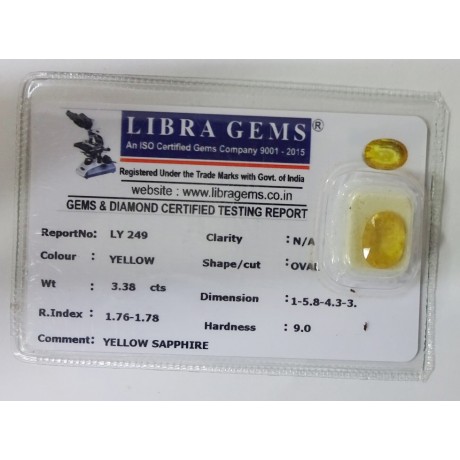 LIBRA GEMS®
An ISO Certified Gems Company 9001 - 2015
Registered Under the Trade Marks with Govt. of India
website : www.libragems.co.in
GEMS & DIAMOND CERTIFIED TESTING REPORT
ReportNo: LY 249 Clarity : N/A
Colour : YELLOW Shape/cut : OVAL
Wt : 3.38 cts Dimension : 1-5.8-4.3-3.
R.Index : 1.76-1.78 Hardness : 9.0
Comment: YELLOW SAPPHIRE